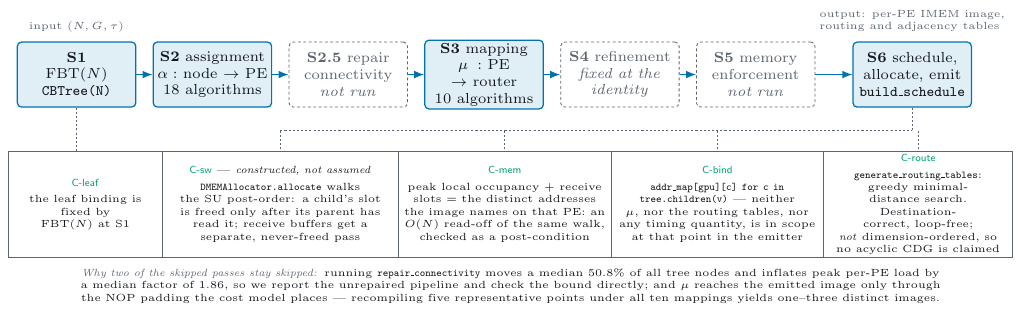 input (N, G, τ)
output: per-PE IMEM image,
routing and adjacency tables
S1
FBT(N)
CBTree(N)
S2 assignment
α : node → PE
18 algorithms
S2.5 repair
connectivity
not run
S3 mapping
μ : PE
→ router
10 algorithms
S4 refinement
fixed at the
identity
S5 memory
enforcement
not run
S6 schedule,
allocate, emit
build_schedule
C-leaf
the leaf binding is
fixed by
FBT(N) at S1
C-sw — constructed, not assumed
DMEMAllocator.allocate walks
the SU post-order: a child's slot
is freed only after its parent has
read it; receive buffers get a
separate, never-freed pass
C-mem
peak local occupancy + receive
slots = the distinct addresses
the image names on that PE: an
O(N) read-off of the same walk,
checked as a post-condition
C-bind
addr_map[gpu][c] for c in
tree.children(v) — neither
μ, nor the routing tables, nor
any timing quantity, is in scope
at that point in the emitter
C-route
generate_routing_tables:
greedy minimal-
distance search.
Destination-
correct, loop-free;
not dimension-ordered, so
no acyclic CDG is claimed
Why two of the skipped passes stay skipped: running repair_connectivity moves a median 50.8% of all tree nodes and inflates peak per-PE load by
a median factor of 1.86, so we report the unrepaired pipeline and check the bound directly; and μ reaches the emitted image only through
the NOP padding the cost model places — recompiling five representative points under all ten mappings yields one–three distinct images.